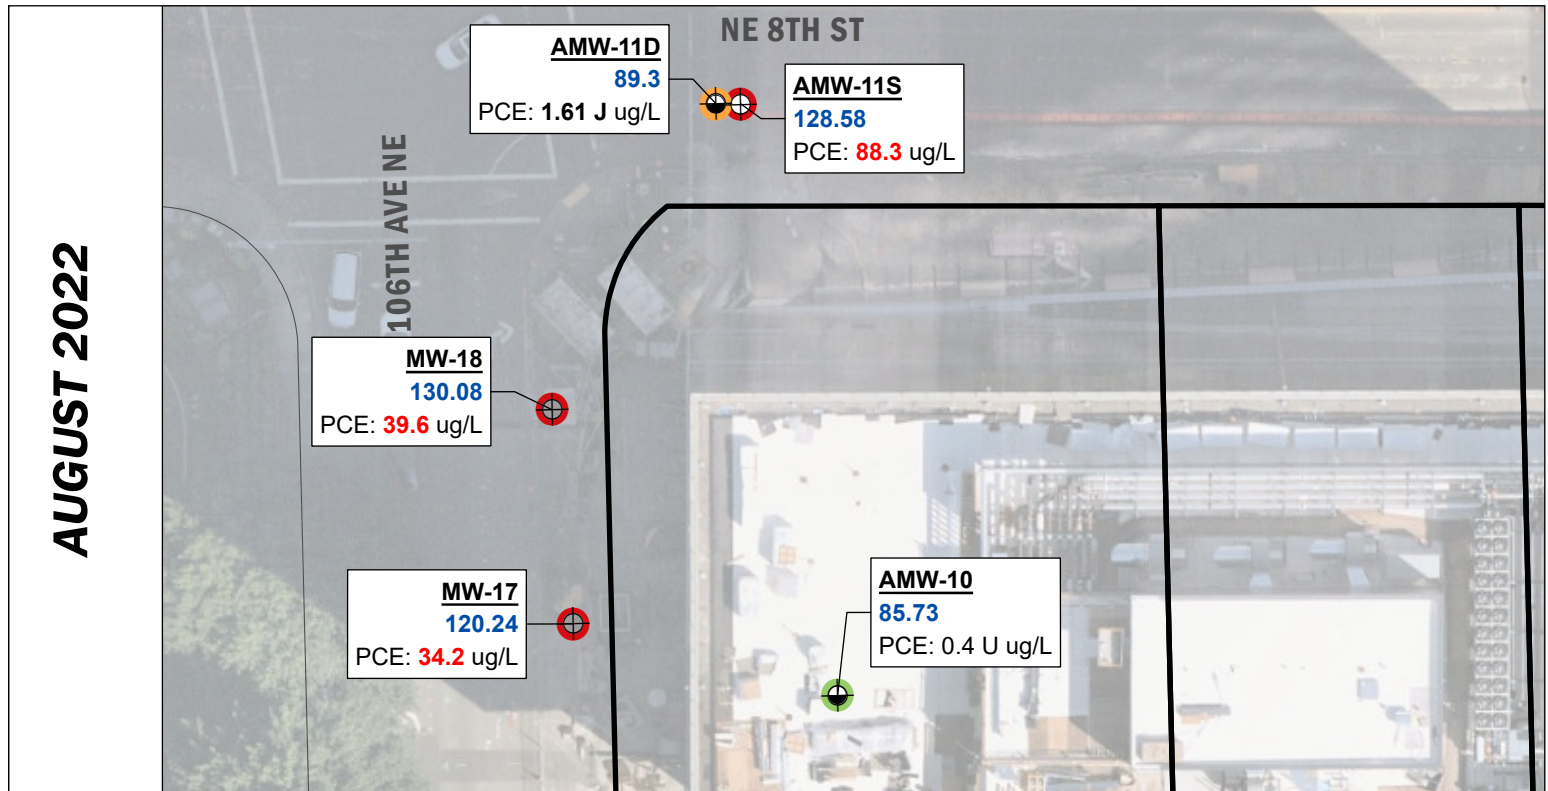 AUGUST 2022
NE 8TH ST
106TH AVE NE
AMW-11D
89.3
PCE: 1.61 J ug/L
AMW-11S
128.58
PCE: 88.3 ug/L
MW-18
130.08
PCE: 39.6 ug/L
MW-17
120.24
PCE: 34.2 ug/L
AMW-10
85.73
PCE: 0.4 U ug/L